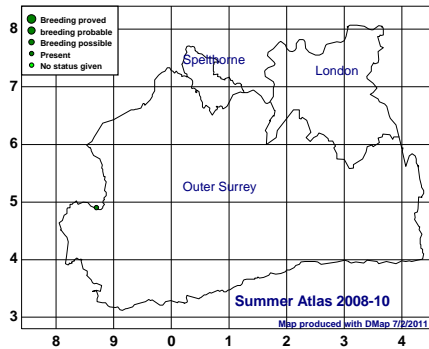 Breeding proved
breeding probable
Breeding possible
Present
No status given
Spelthorne
London
Outer Surrey
Summer Atlas 2008-10
Map produced with DMap 7/2/2011
8
7
6
5
4
3
8 9 0 1 2 3 4